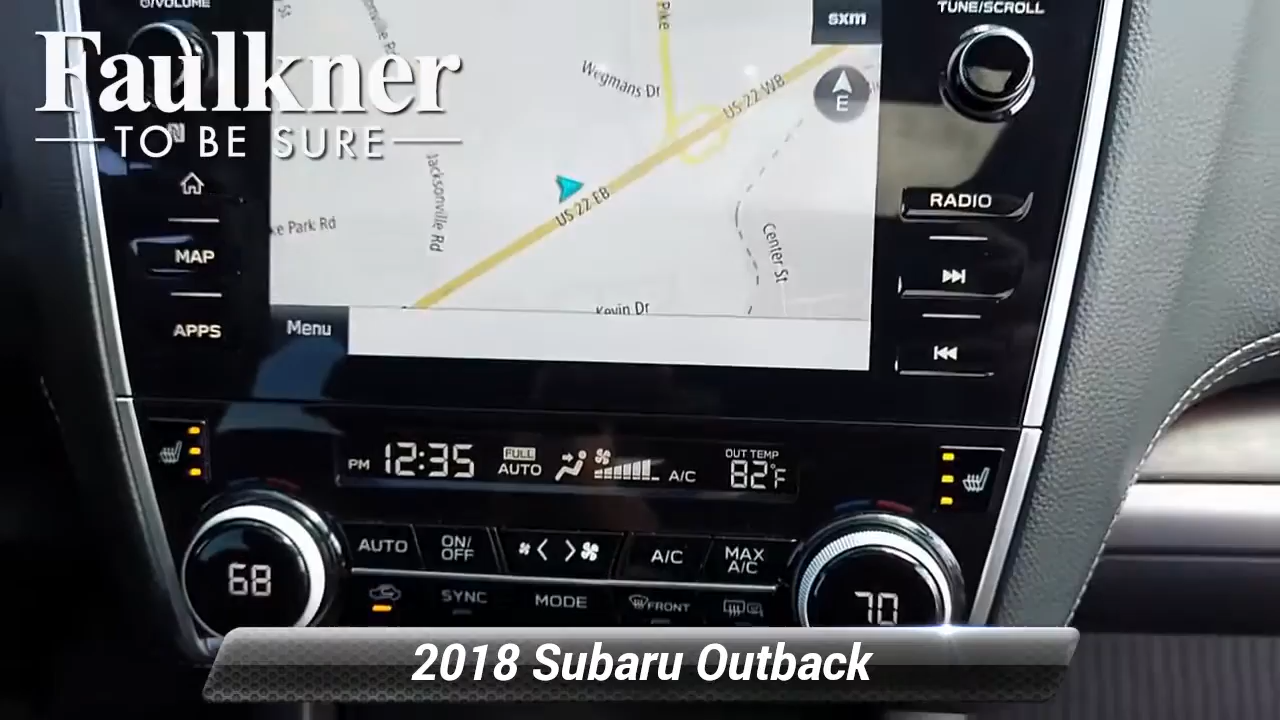 /VOLUME
TUNE/SCROLL
Faulkner
TO BE SURE
St
Pike
sxm
Wegmans Dr
US 22 WB
E
Jacksonville Rd
US 22 EB
ke Park Rd
Center St
Kevin Dr
MAP
APPS
Menu
RADIO
PM 12:35
FULL
AUTO
A/C
OUT TEMP
82°F
68
AUTO
ON/
OFF
A/C
MAX
A/C
SYNC
MODE
FRONT
70
2018 Subaru Outback